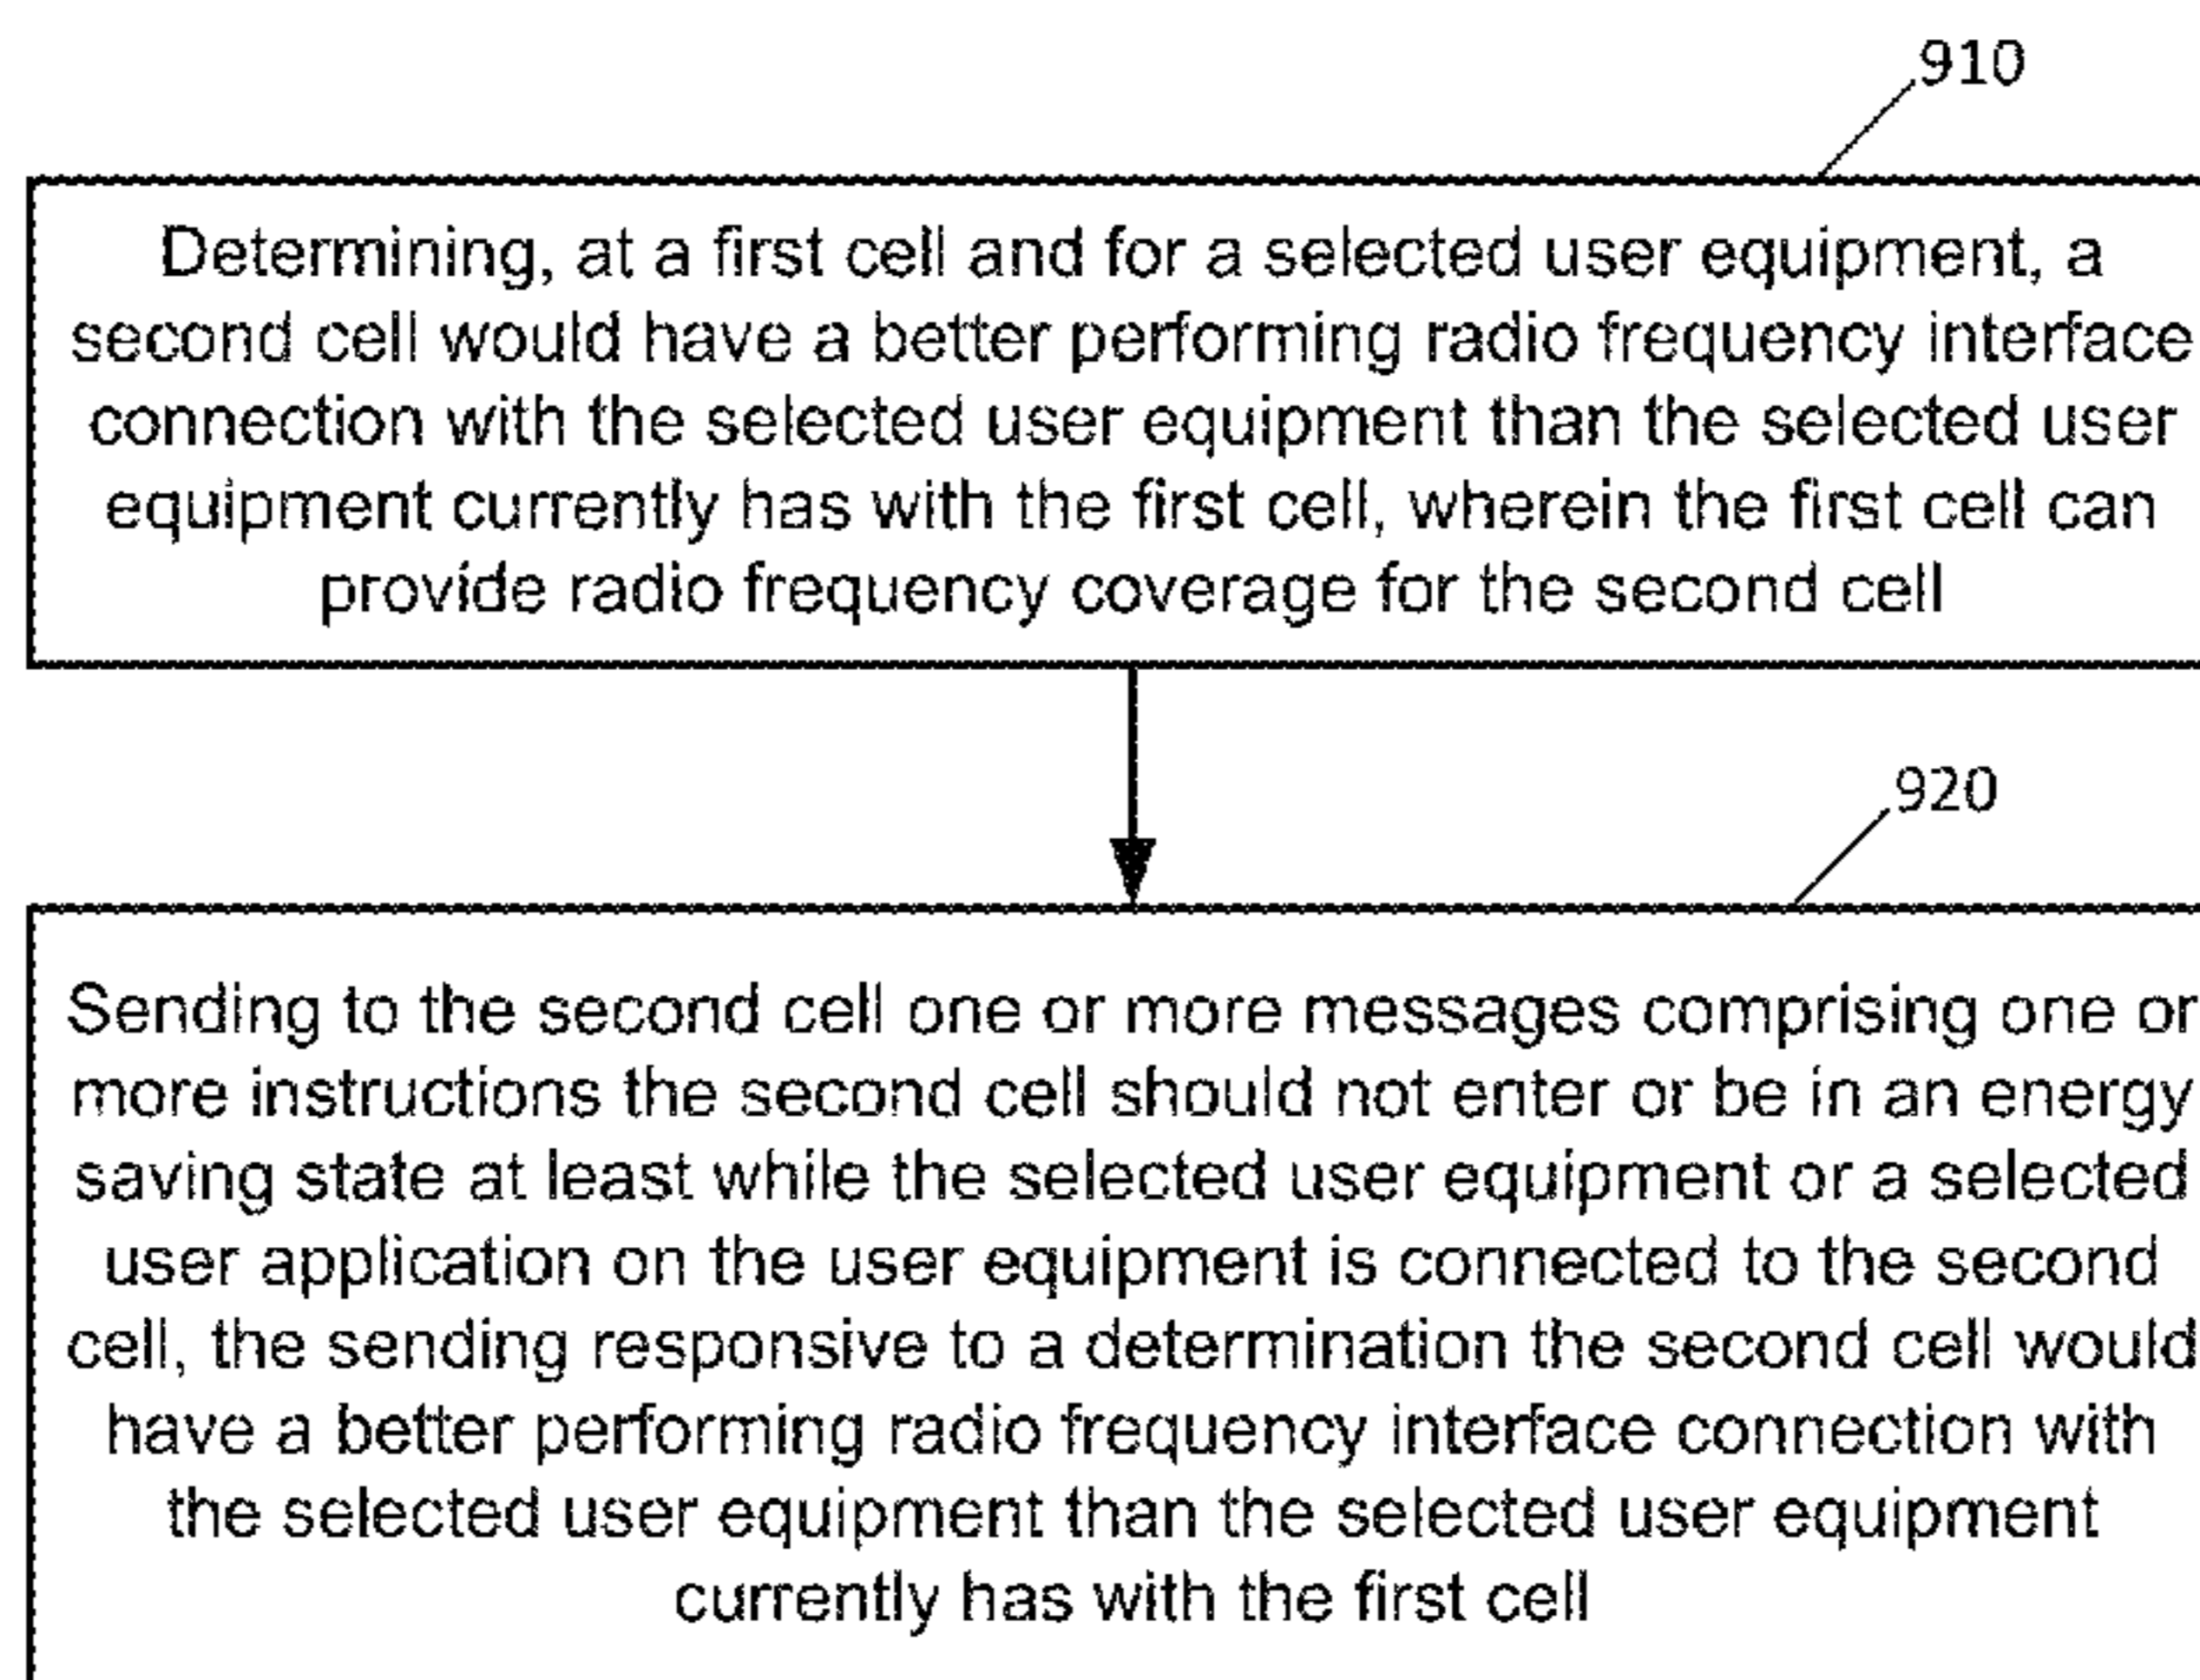 910
Determining, at a first cell and for a selected user equipment, a
second cell would have a better performing radio frequency interface
connection with the selected user equipment than the selected user
equipment currently has with the first cell, wherein the first cell can
provide radio frequency coverage for the second cell
920
Sending to the second cell one or more messages comprising one or
more instructions the second cell should not enter or be in an energy
saving state at least while the selected user equipment or a selected
user application on the user equipment is connected to the second
cell, the sending responsive to a determination the second cell would
have a better performing radio frequency interface connection with
the selected user equipment than the selected user equipment
currently has with the first cell